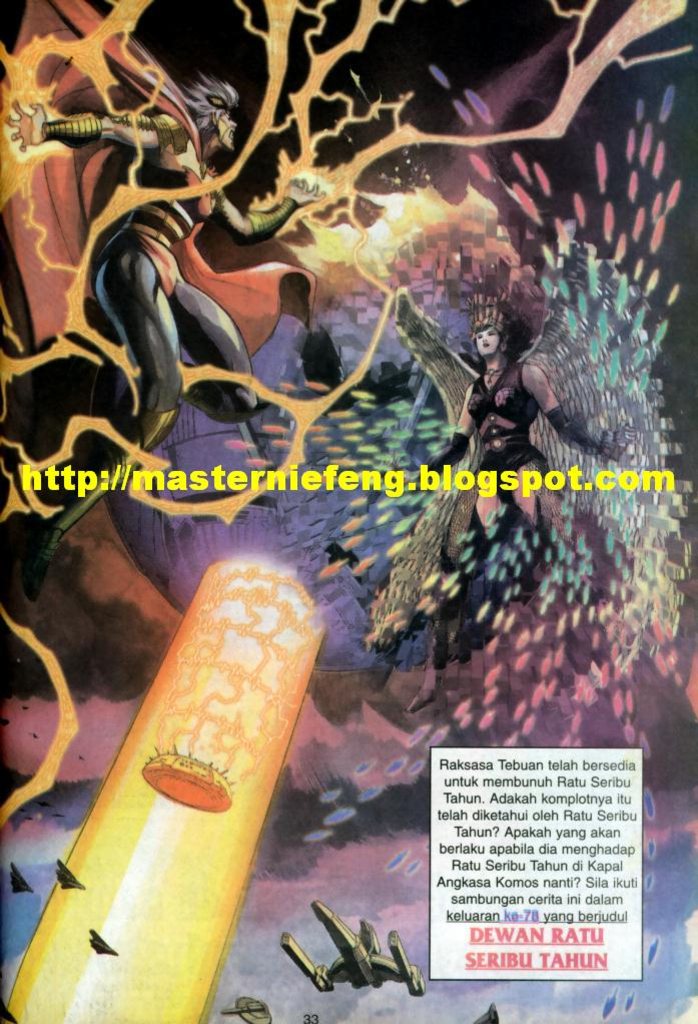 http://masterniefeng.blogspot.com
Raksasa Tebuan telah bersedia
untuk membunuh Ratu Seribu
Tahun. Adakah komplotnya itu
telah diketahui oleh Ratu Seribu
Tahun? Apakah yang akan
berlaku apabila dia menghadap
Ratu Seribu Tahun di Kapal
Angkasa Komos nanti? Sila ikuti
sambungan cerita ini dalam
keluaran ke-78 yang berjudul
DEWAN RATU
SERIBU TAHUN
33